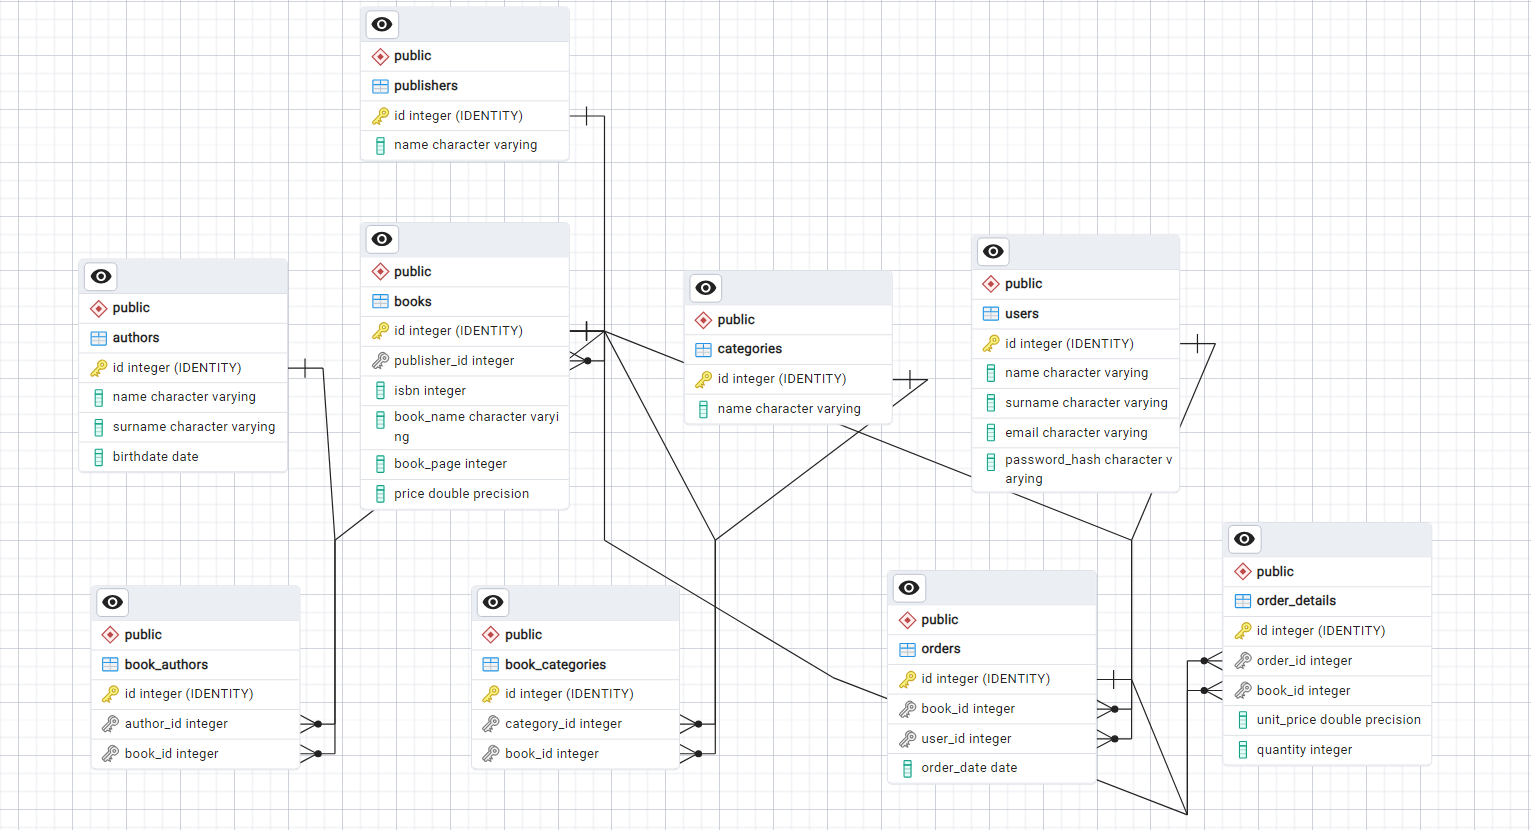 public
publishers
id integer (IDENTITY)
name character varying
public
books
id integer (IDENTITY)
publisher_id integer
isbn integer
book_name character varyi
ng
book_page integer
price double precision
public
authors
id integer (IDENTITY)
name character varying
surname character varying
birthdate date
public
categories
id integer (IDENTITY)
name character varying
public
users
id integer (IDENTITY)
name character varying
surname character varying
email character varying
password_hash character v
arying
public
book_authors
id integer (IDENTITY)
author_id integer
book_id integer
public
book_categories
id integer (IDENTITY)
category_id integer
book_id integer
public
orders
id integer (IDENTITY)
book_id integer
user_id integer
order_date date
public
order_details
id integer (IDENTITY)
order_id integer
book_id integer
unit_price double precision
quantity integer